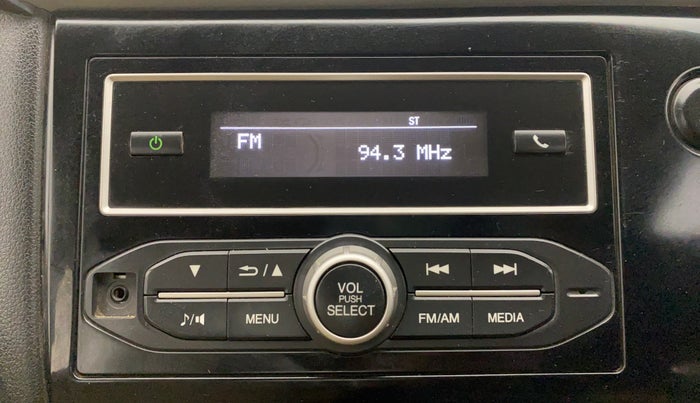 ST
FM
94.3 MHz
VOL
PUSH
SELECT
MENU
FM/AM
MEDIA